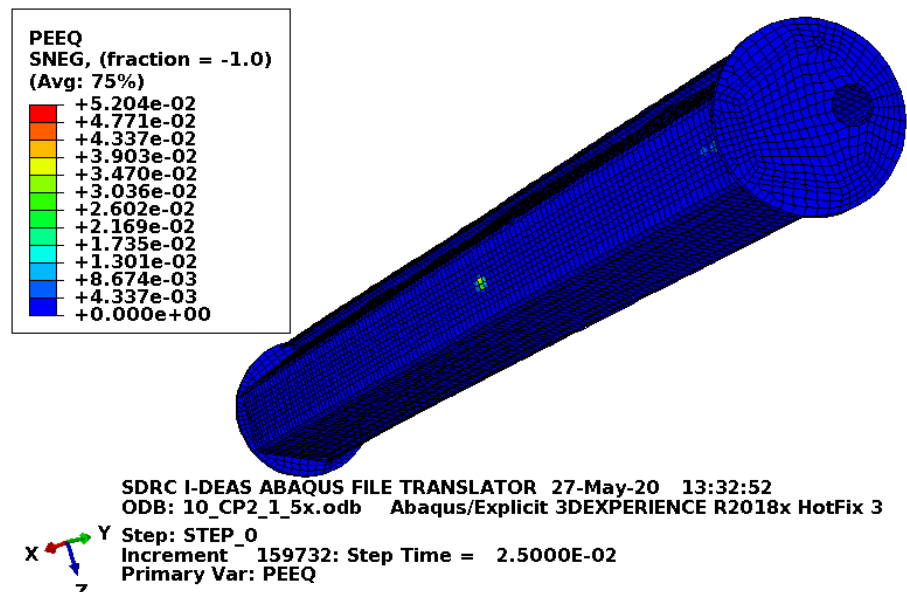 PEEQ
SNEG, (fraction = -1.0)
(Avg: 75%)
+5.204e-02
+4.771e-02
+4.337e-02
+3.903e-02
+3.470e-02
+3.036e-02
+2.602e-02
+2.169e-02
+1.735e-02
+1.301e-02
+8.674e-03
+4.337e-03
+0.000e+00
SDRC I-DEAS ABAQUS FILE TRANSLATOR 27-May-20 13:32:52
ODB: 10_CP2_1_5x.odb Abaqus/Explicit 3DEXPERIENCE R2018x HotFix 3
Step: STEP_0
Increment 159732: Step Time = 2.5000E-02
Primary Var: PEEQ
X
Y
Z